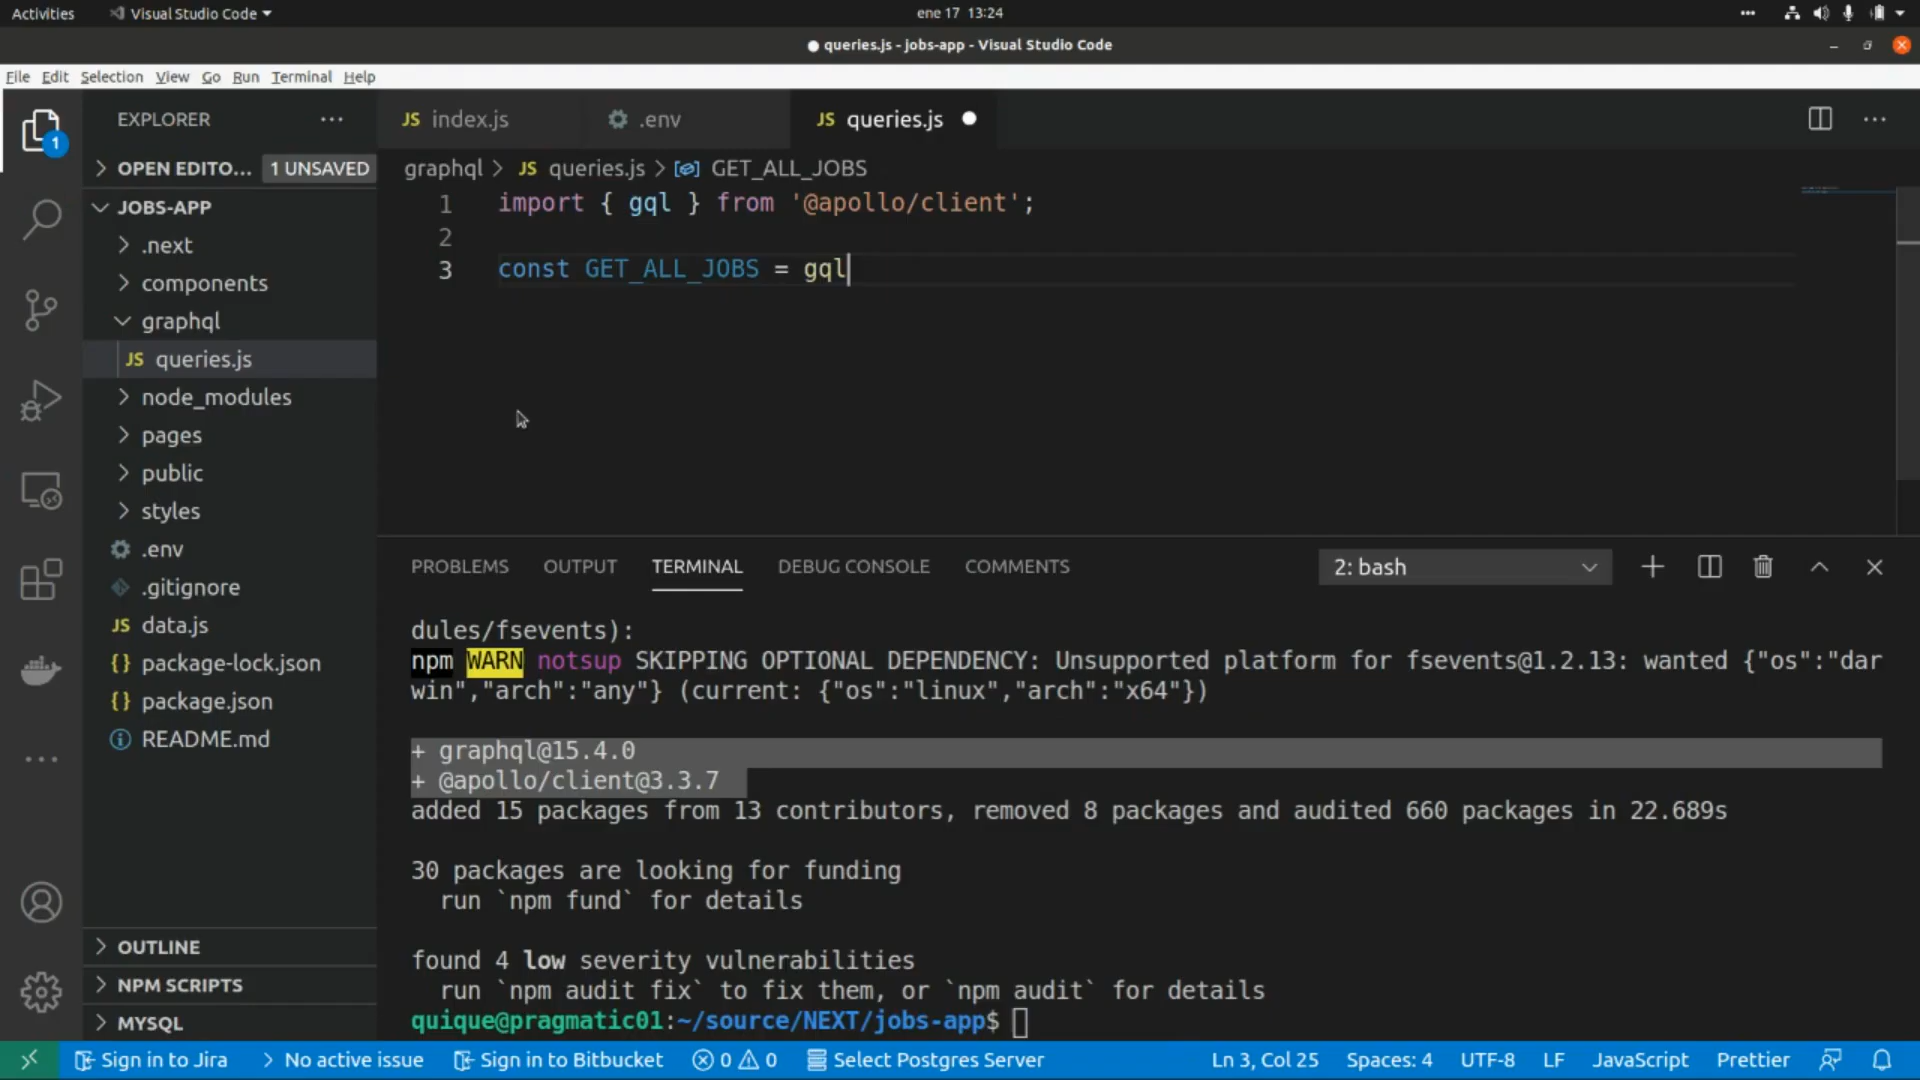 Activities Visual Studio Code ene 17 13:24
queries.js - jobs-app - Visual Studio Code
File Edit Selection View Go Run Terminal Help
EXPLORER
OPEN EDITO... 1 UNSAVED
JOBS-APP
.next
components
graphql
JS queries.js
node_modules
pages
public
styles
.env
.gitignore
JS data.js
{} package-lock.json
{} package.json
README.md
OUTLINE
NPM SCRIPTS
MYSQL
1
JS index.js .env JS queries.js
graphql > JS queries.js > GET_ALL_JOBS
1 import { gql } from '@apollo/client';
2
3 const GET_ALL_JOBS = gql
PROBLEMS OUTPUT TERMINAL DEBUG CONSOLE COMMENTS 2: bash
dules/fsevents):
npm WARN notsup SKIPPING OPTIONAL DEPENDENCY: Unsupported platform for fsevents@1.2.13: wanted {"os":"dar
win","arch":"any"} (current: {"os":"linux","arch":"x64"})
+ graphql@15.4.0
+ @apollo/client@3.3.7
added 15 packages from 13 contributors, removed 8 packages and audited 660 packages in 22.689s
30 packages are looking for funding
run `npm fund` for details
found 4 low severity vulnerabilities
run `npm audit fix` to fix them, or `npm audit` for details
quique@pragmatic01:~/source/NEXT/jobs-app$
Sign in to Jira > No active issue Sign in to Bitbucket 0 0 Select Postgres Server Ln 3, Col 25 Spaces: 4 UTF-8 LF JavaScript Prettier